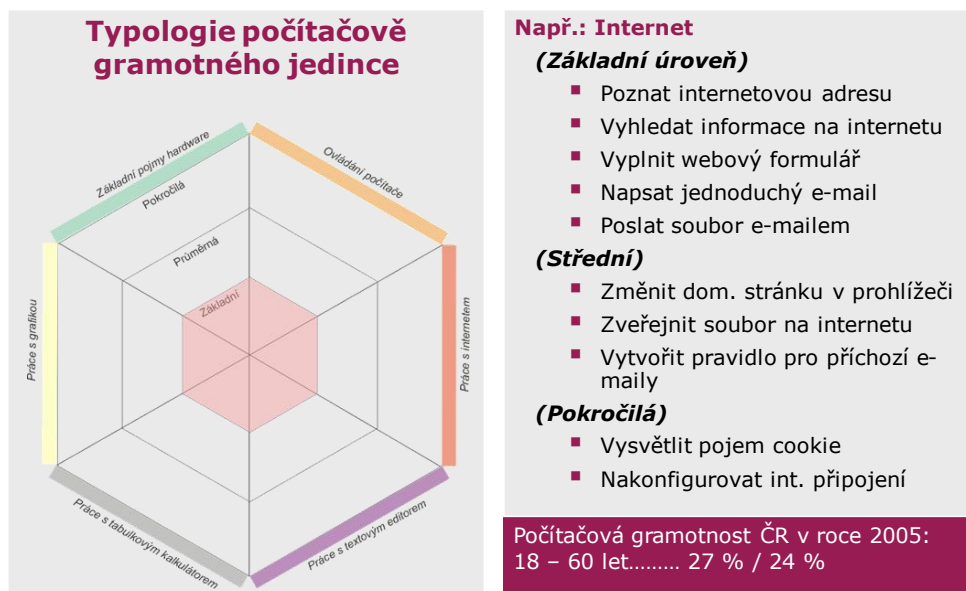 Typologie počítačově
gramotného jedince
Základní pojmy hardware
Ovládání počítače
Pokročilá
Průměrná
Základní
Práce s grafikou
Práce s internetem
Práce s tabulkovým kalkulátorem
Práce s textovým editorem
Např.: Internet
(Základní úroveň)
Poznat internetovou adresu
Vyhledat informace na internetu
Vyplnit webový formulář
Napsat jednoduchý e-mail
Poslat soubor e-mailem
(Střední)
Změnit dom. stránku v prohlížeči
Zveřejnit soubor na internetu
Vytvořit pravidlo pro příchozí e-
maily
(Pokročilá)
Vysvětlit pojem cookie
Nakonfigurovat int. připojení
Počítačová gramotnost ČR v roce 2005:
18 – 60 let……… 27 % / 24 %